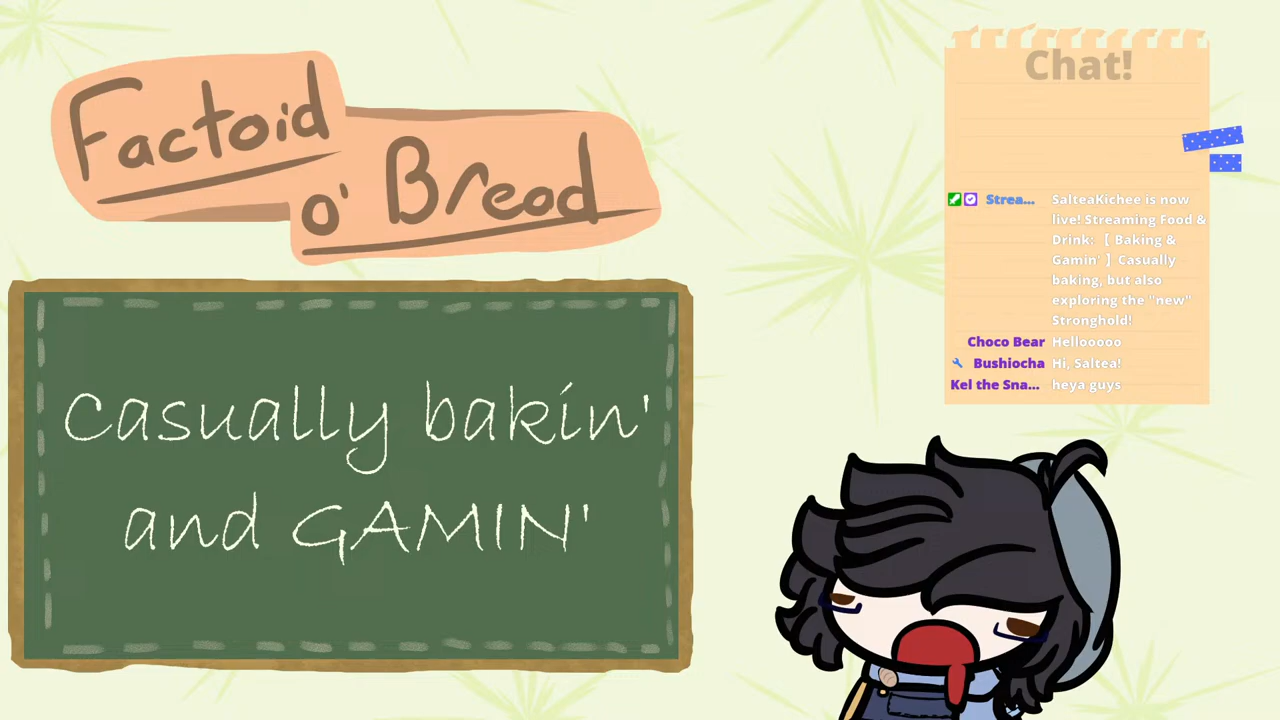 Factoid
o' Bread
Casually bakin'
and GAMIN'
Chat!
Strea... SalteaKichee is now
live! Streaming Food &
Drink: [ Baking &
Gamin' ] Casually
baking, but also
exploring the "new"
Stronghold!
Choco Bear Hellooooo
Bushiocha Hi, Saltea!
Kel the Sna... heya guys